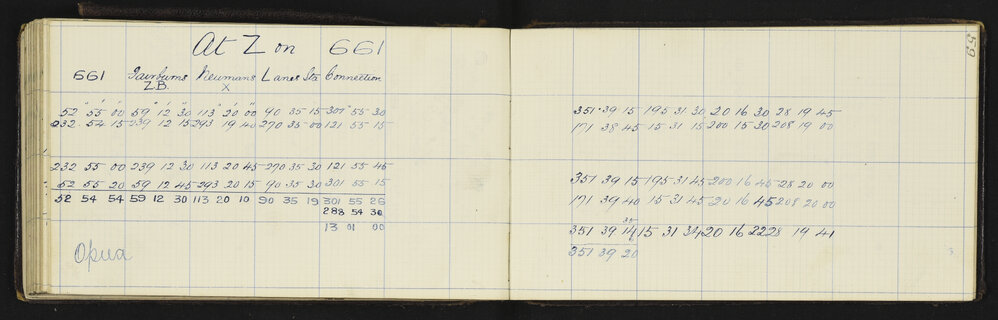 At Z on 661
661 Fairburns Neumans Lanes Stn Connection
Z.B. X
52° 55' 00" 59° 12' 30 113° 20' 00" 90 35 15 301° 55 30
232 54 15 239 12 15 293 19 40 270 35 00 121 55 15
232 55 00 239 12 30 113 20 45 270 35 30 121 55 45
52 55 20 59 12 45 293 20 15 90 35 30 301 55 15
52 54 54 59 12 30 113 20 10 90 35 19 301 55 26
288 54 30
13 01 00
Opua
59
351° 39 15 195 31 30 20 16 30 28 19 45
171 38 45 15 31 15 200 15 30 208 19 00
351 39 15 195 31 45 200 16 45 28 20 00
171 39 40 15 31 45 20 16 45 208 20 00
351 39 14 15 31 34 20 16 22 28 19 41
351 39 20